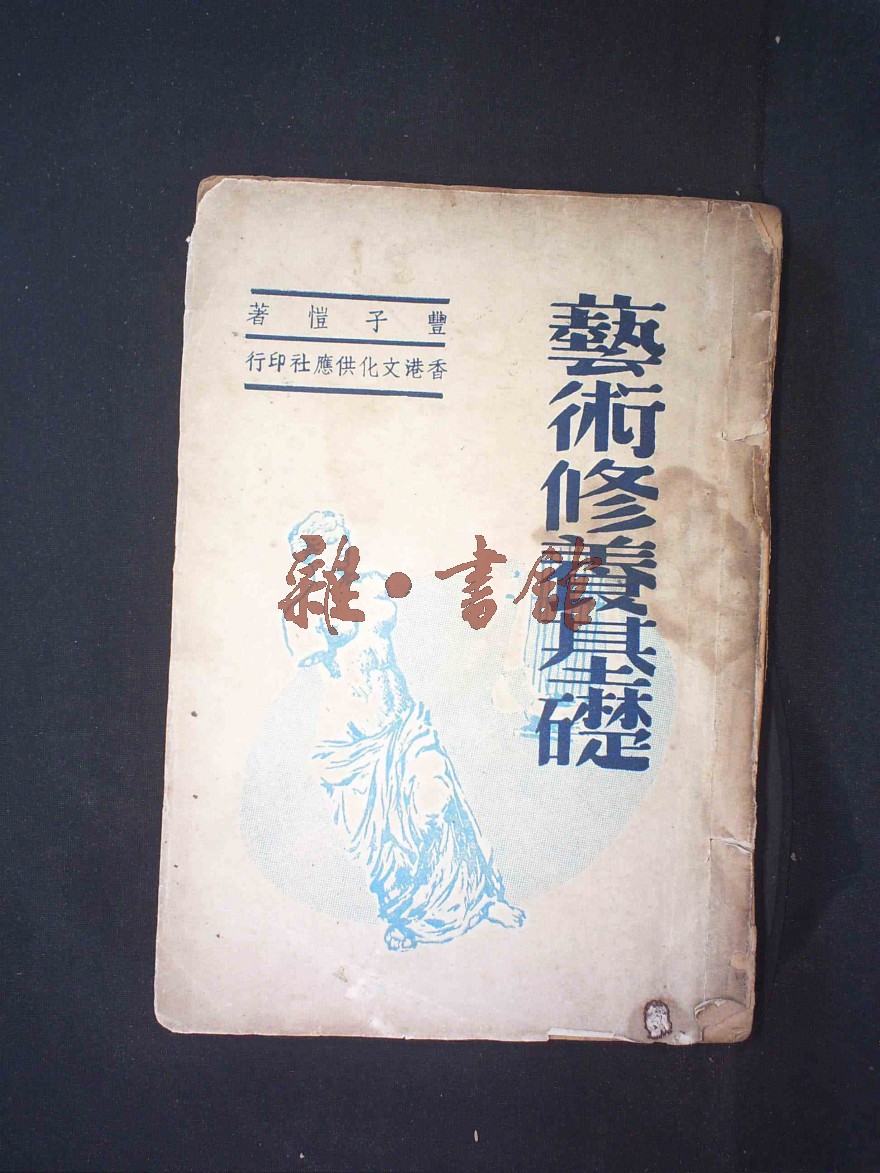 藝術修養基礎
豐子愷著
香港文化供應社印行
雜·書館